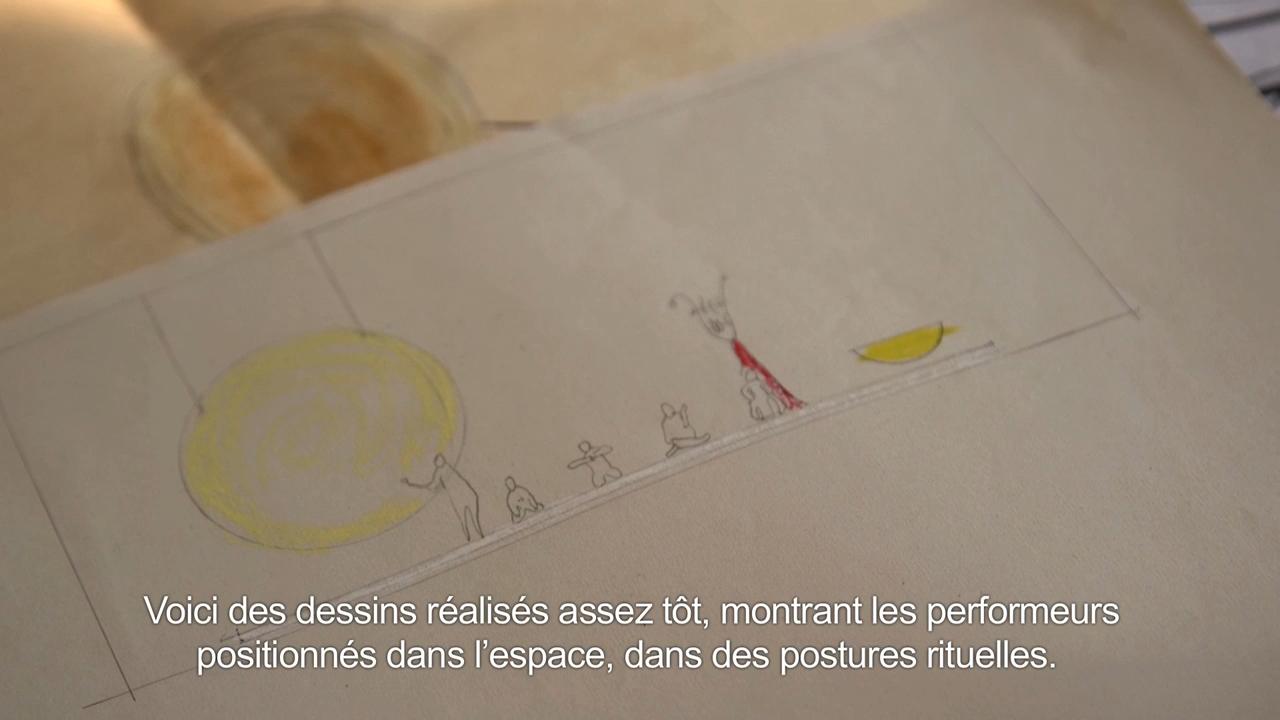 Voici des dessins réalisés assez tôt, montrant les performeurs
positionnés dans l’espace, dans des postures rituelles.